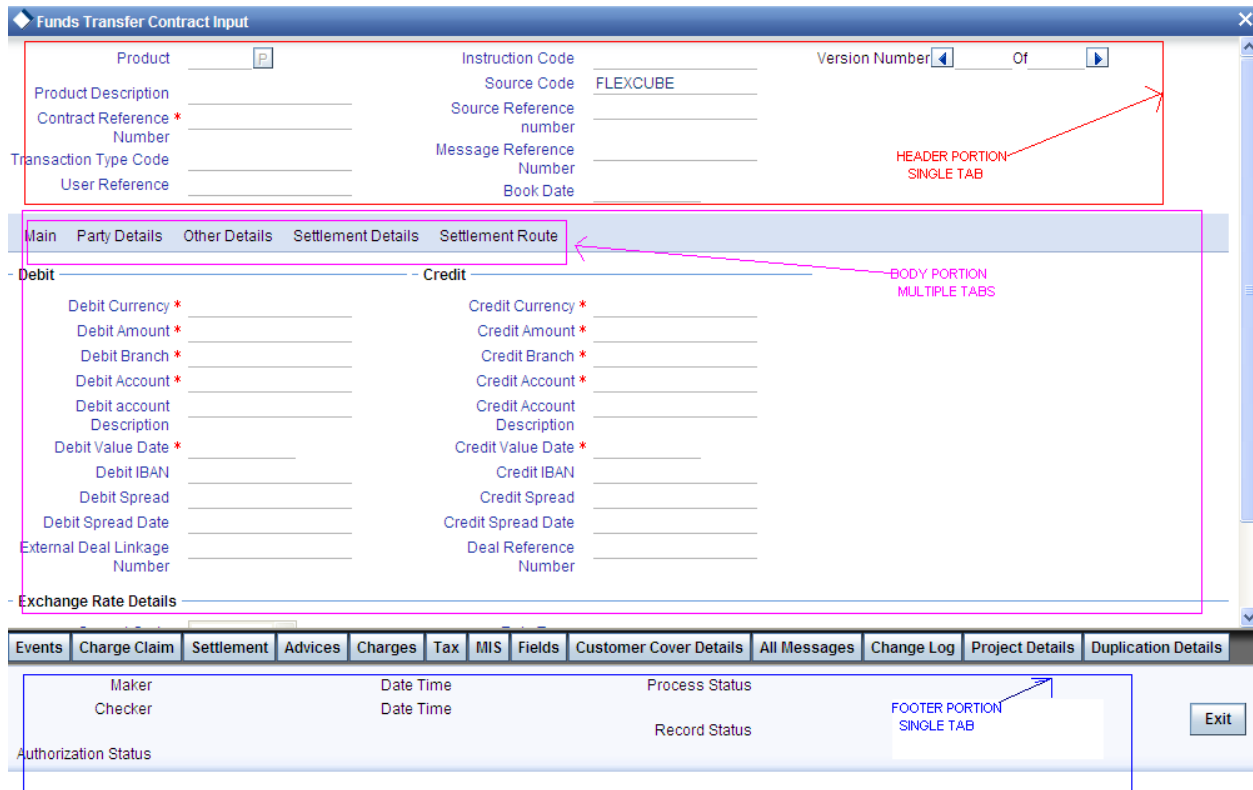 Funds Transfer Contract Input
Product P Instruction Code Version Number Of
Product Description Source Code FLEXCUBE
Contract Reference * Source Reference
Number number
Transaction Type Code Message Reference
Number
User Reference Book Date
HEADER PORTION
SINGLE TAB
Main Party Details Other Details Settlement Details Settlement Route
BODY PORTION
MULTIPLE TABS
Debit Credit
Debit Currency * Credit Currency *
Debit Amount * Credit Amount *
Debit Branch * Credit Branch *
Debit Account * Credit Account *
Debit account Credit Account
Description Description
Debit Value Date * Credit Value Date *
Debit IBAN Credit IBAN
Debit Spread Credit Spread
Debit Spread Date Credit Spread Date
External Deal Linkage Deal Reference
Number Number
Exchange Rate Details
Events Charge Claim Settlement Advices Charges Tax MIS Fields Customer Cover Details All Messages Change Log Project Details Duplication Details
Maker Date Time Process Status
Checker Date Time
Record Status
Authorization Status
FOOTER PORTION
SINGLE TAB
Exit